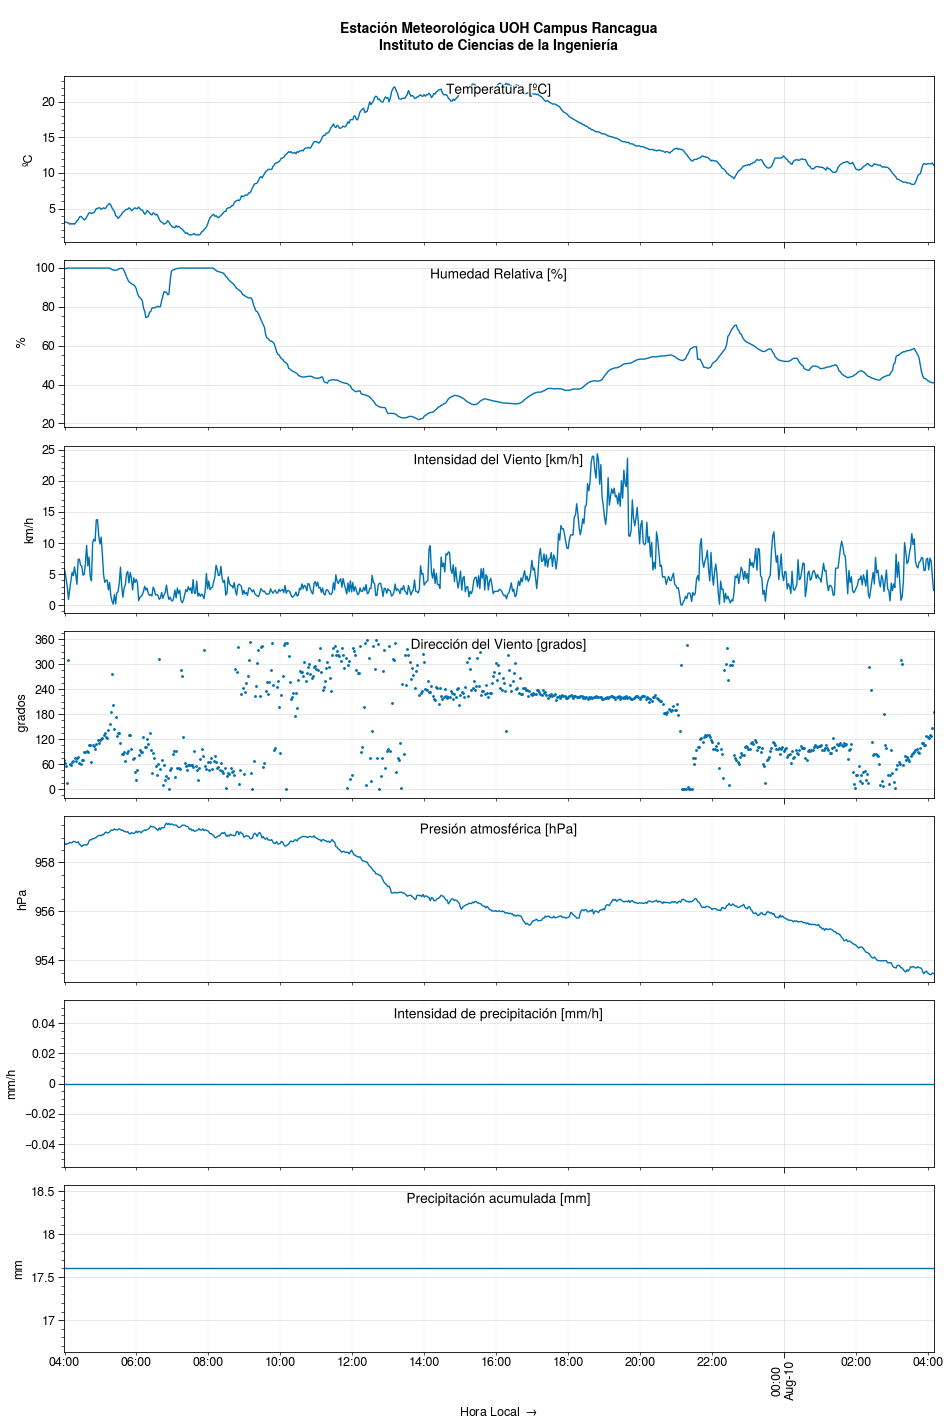 Estación Meteorológica UOH Campus Rancagua
Instituto de Ciencias de la Ingeniería
Temperatura [ºC]
20
15
10
5
ºC
Humedad Relativa [%]
100
80
60
40
20
%
Intensidad del Viento [km/h]
25
20
15
10
5
0
km/h
Dirección del Viento [grados]
360
300
240
180
120
60
0
grados
Presión atmosférica [hPa]
958
956
954
hPa
Intensidad de precipitación [mm/h]
0.04
0.02
0
−0.02
−0.04
mm/h
Precipitación acumulada [mm]
18.5
18
17.5
17
mm
04:00 06:00 08:00 10:00 12:00 14:00 16:00 18:00 20:00 22:00 00:00 02:00 04:00
Aug-10
Hora Local →